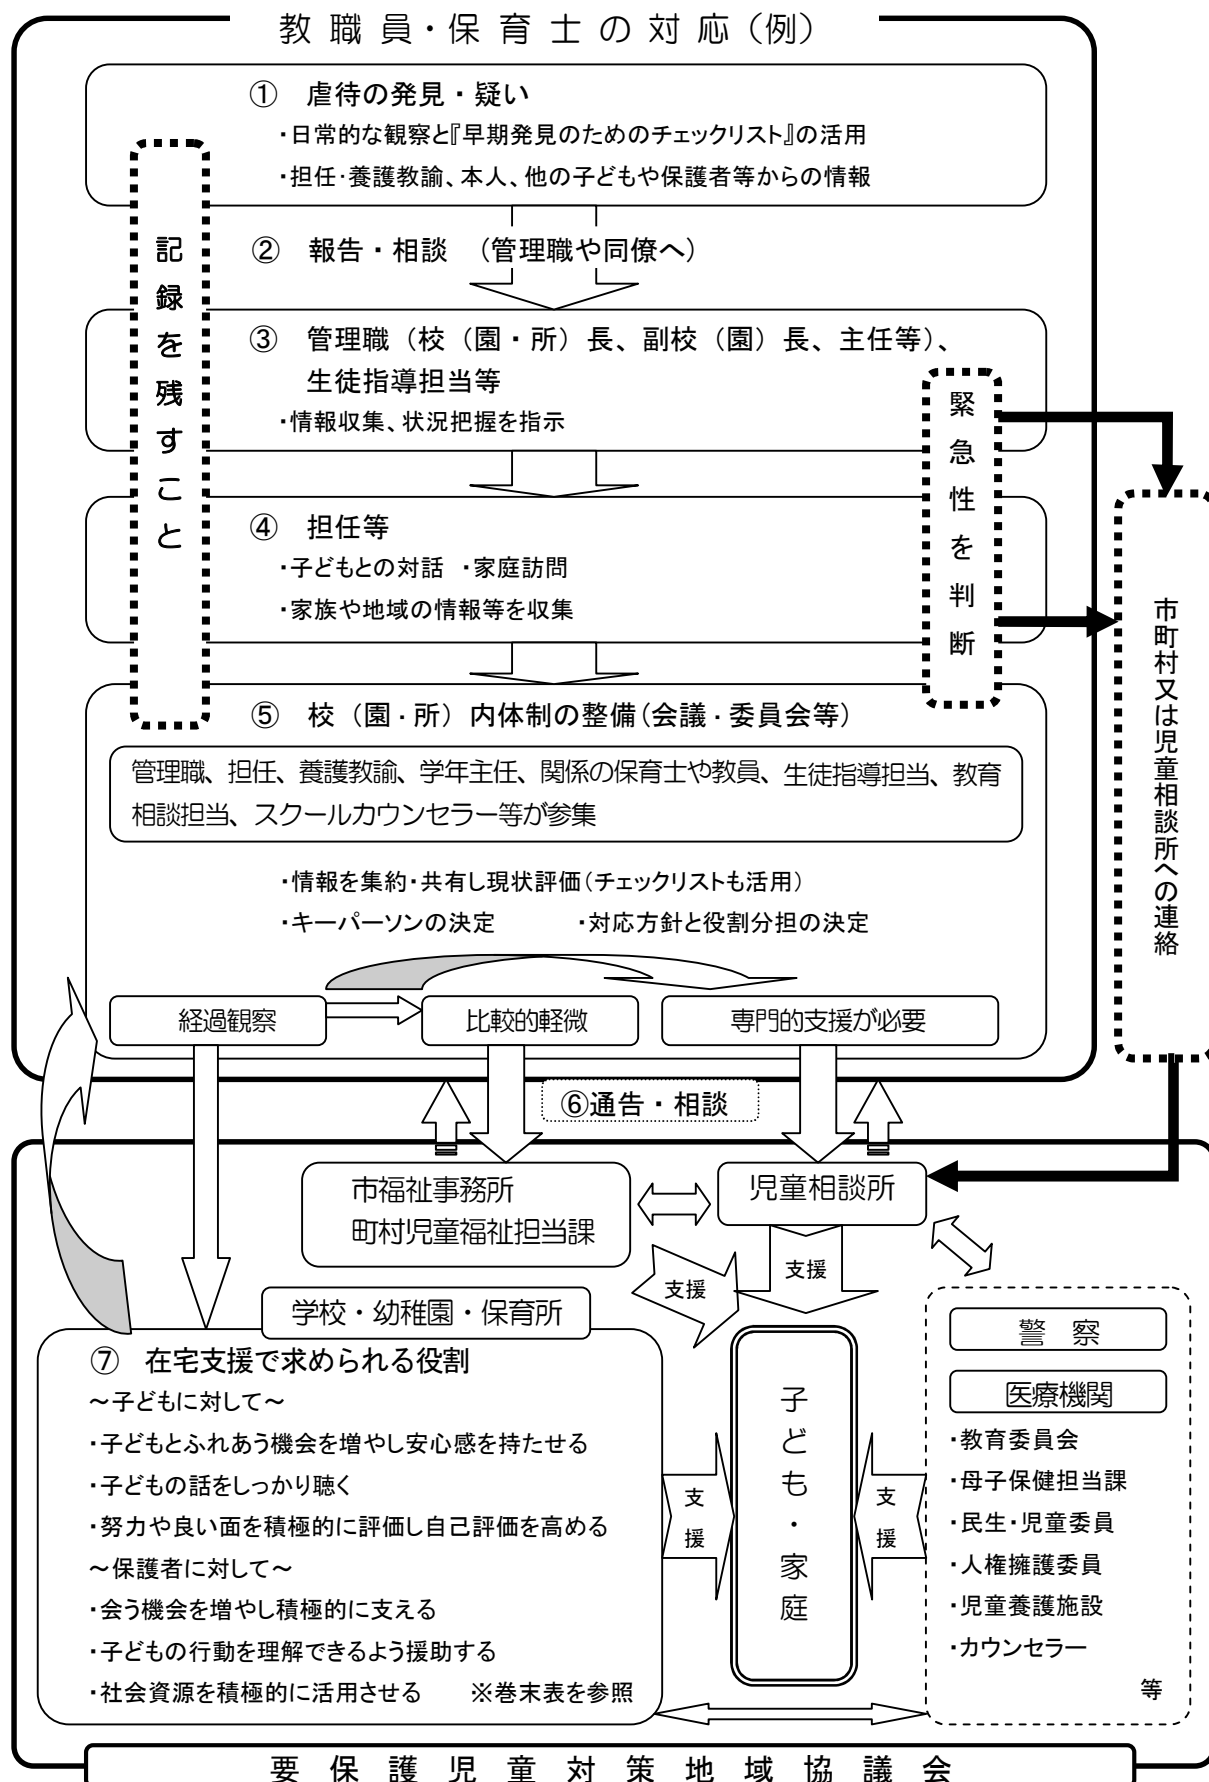 教職員・保育士の対応(例)
① 虐待の発見・疑い
・日常的な観察と『早期発見のためのチェックリスト』の活用
・担任・養護教諭、本人、他の子どもや保護者等からの情報
記録を残すこと
② 報告・相談 （管理職や同僚へ）
③ 管理職（校（園・所）長、副校（園）長、主任等）、
生徒指導担当等
・情報収集、状況把握を指示
緊急性を判断
④ 担任等
・子どもとの対話 ・家庭訪問
・家族や地域の情報等を収集
市町村又は児童相談所への連絡
⑤ 校（園・所）内体制の整備(会議・委員会等)
管理職、担任、養護教諭、学年主任、関係の保育士や教員、生徒指導担当、教育
相談担当、スクールカウンセラー等が参集
・情報を集約・共有し現状評価(チェックリストも活用)
・キーパーソンの決定 ・対応方針と役割分担の決定
経過観察 比較的軽微 専門的支援が必要
⑥通告・相談
市福祉事務所
町村児童福祉担当課
児童相談所
支援
支援
学校・幼稚園・保育所
⑦ 在宅支援で求められる役割
～子どもに対して～
・子どもとふれあう機会を増やし安心感を持たせる
・子どもの話をしっかり聴く
・努力や良い面を積極的に評価し自己評価を高める
～保護者に対して～
・会う機会を増やし積極的に支える
・子どもの行動を理解できるよう援助する
・社会資源を積極的に活用させる ※巻末表を参照
支援
子ども・家庭
支援
警 察
医療機関
・教育委員会
・母子保健担当課
・民生・児童委員
・人権擁護委員
・児童養護施設
・カウンセラー
等
要保護児童対策地域協議会